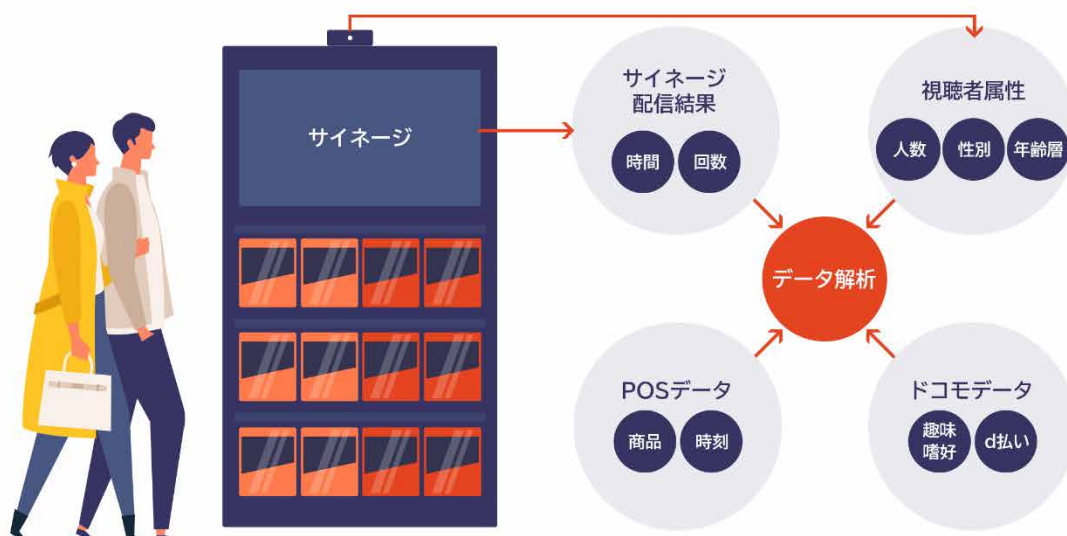 サイネージ
サイネージ
配信結果
時間
回数
視聴者属性
人数
性別
年齢層
データ解析
POSデータ
商品
時刻
ドコモデータ
趣味
嗜好
d払い